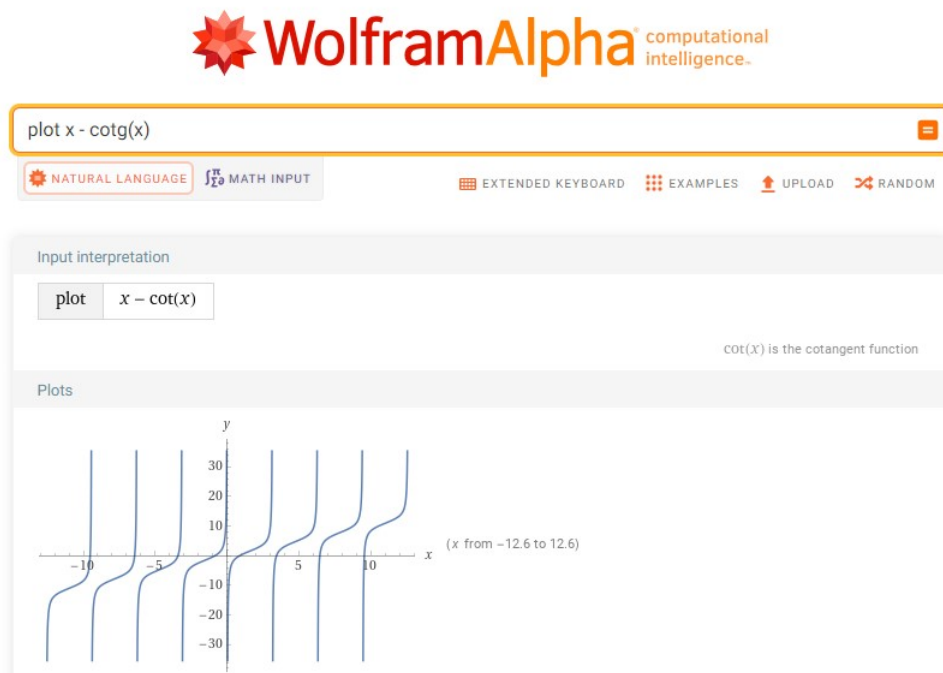 WolframAlpha computational
intelligence™
plot x - cotg(x)
=
NATURAL LANGUAGE
MATH INPUT
EXTENDED KEYBOARD
EXAMPLES
UPLOAD
RANDOM
Input interpretation
plot x − cot(x)
cot(x) is the cotangent function
Plots
y
30
20
10
−10 −5 5 10 x
(x from −12.6 to 12.6)
−10
−20
−30